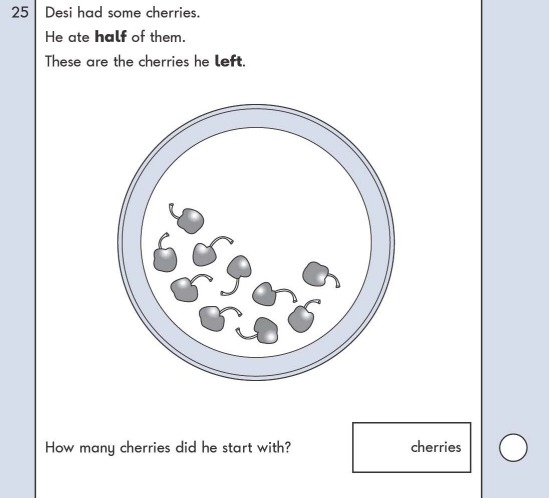 25 Desi had some cherries.
He ate half of them.
These are the cherries he left.
How many cherries did he start with?
cherries